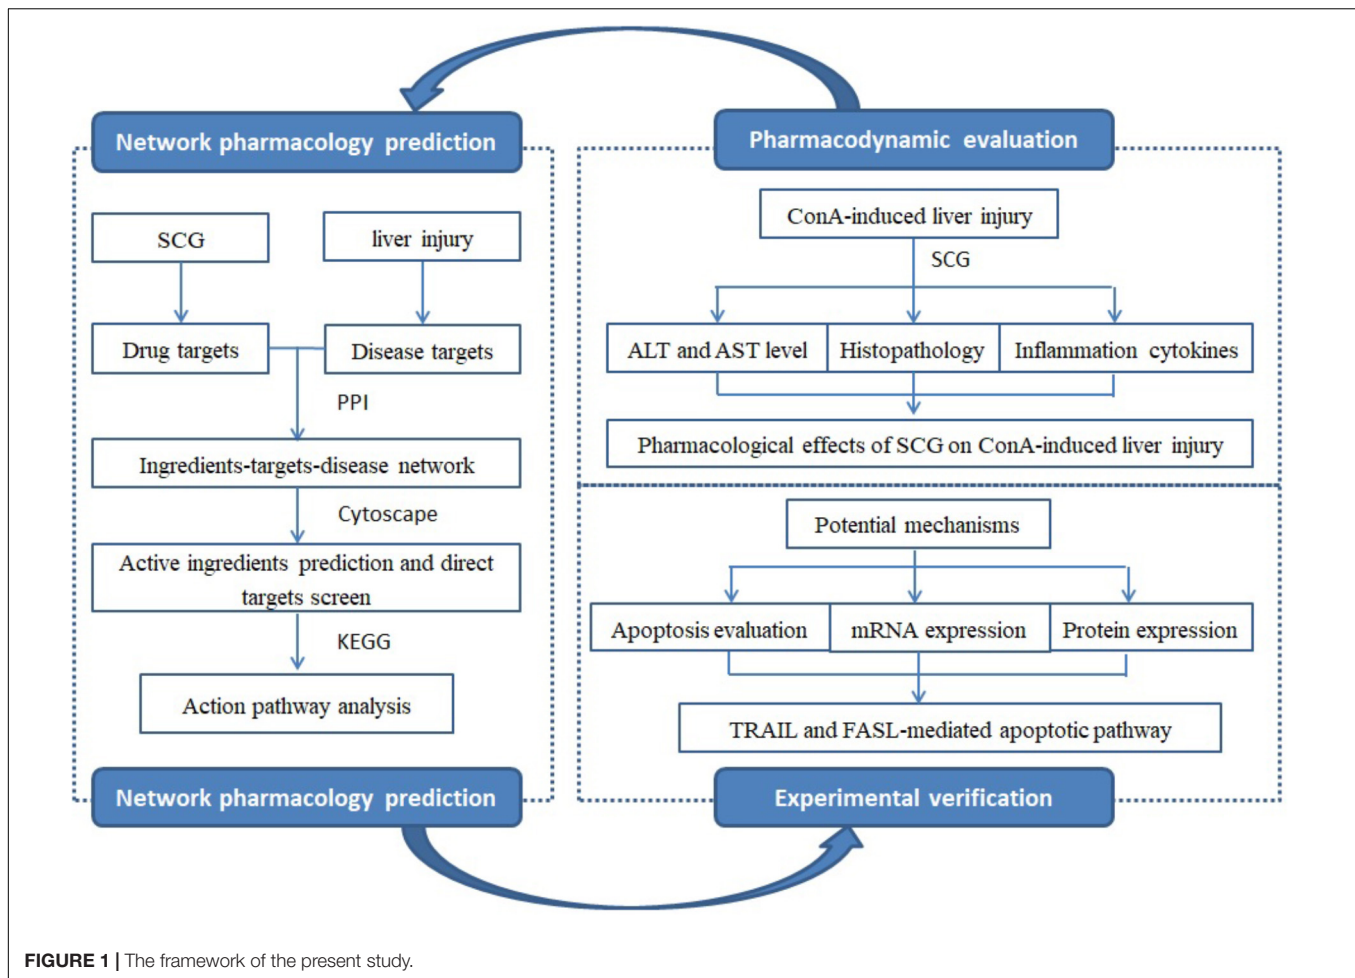 Network pharmacology prediction
SCG
liver injury
Drug targets
Disease targets
PPI
Ingredients-targets-disease network
Cytoscape
Active ingredients prediction and direct
targets screen
KEGG
Action pathway analysis
Network pharmacology prediction
Pharmacodynamic evaluation
ConA-induced liver injury
SCG
ALT and AST level
Histopathology
Inflammation cytokines
Pharmacological effects of SCG on ConA-induced liver injury
Potential mechanisms
Apoptosis evaluation
mRNA expression
Protein expression
TRAIL and FASL-mediated apoptotic pathway
Experimental verification
FIGURE 1 | The framework of the present study.